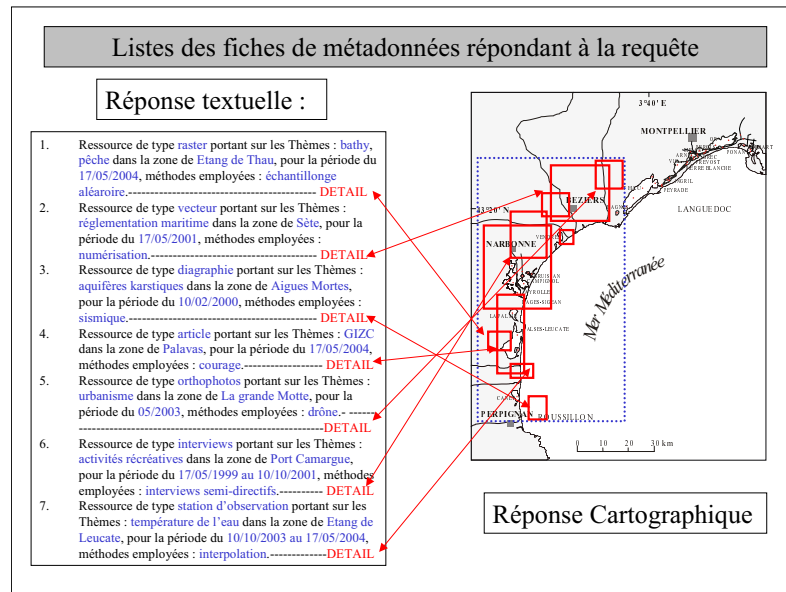 Listes des fiches de métadonnées répondant à la requête
Réponse textuelle :
1. Ressource de type raster portant sur les Thèmes : bathy,
pêche dans la zone de Etang de Thau, pour la période du
17/05/2004, méthodes employées : échantillonge
aléaroire.------------------------------------ DETAIL
2. Ressource de type vecteur portant sur les Thèmes :
réglementation maritime dans la zone de Sète, pour la
période du 17/05/2001, méthodes employées :
numérisation.------------------------------- DETAIL
3. Ressource de type diagraphie portant sur les Thèmes :
aquifères karstiques dans la zone de Aigues Mortes,
pour la période du 10/02/2000, méthodes employées :
sismique.------------------------------------ DETAIL
4. Ressource de type article portant sur les Thèmes : GIZC
dans la zone de Palavas, pour la période du 17/05/2004,
méthodes employées : courage.----------------- DETAIL
5. Ressource de type orthophotos portant sur les Thèmes :
urbanisme dans la zone de La grande Motte, pour la
période du 05/2003, méthodes employées : drône.- ------
------------------------------------------------DETAIL
6. Ressource de type interviews portant sur les Thèmes :
activités récréatives dans la zone de Port Camargue,
pour la période du 17/05/1999 au 10/10/2001, méthodes
employées : interviews semi-directifs.---------- DETAIL
7. Ressource de type station d'observation portant sur les
Thèmes : température de l'eau dans la zone de Etang de
Leucate, pour la période du 10/10/2003 au 17/05/2004,
méthodes employées : interpolation.-------------DETAIL
3°40' E
MONTPELLIER
PIERRE BLANCHE
PEYRADE
LANGUEDOC
BEZIERS
43°20' N
NARBONNE
Mer Méditerranée
PERPIGNAN
ROUSSILLON
0 10 20 30 km
Réponse Cartographique